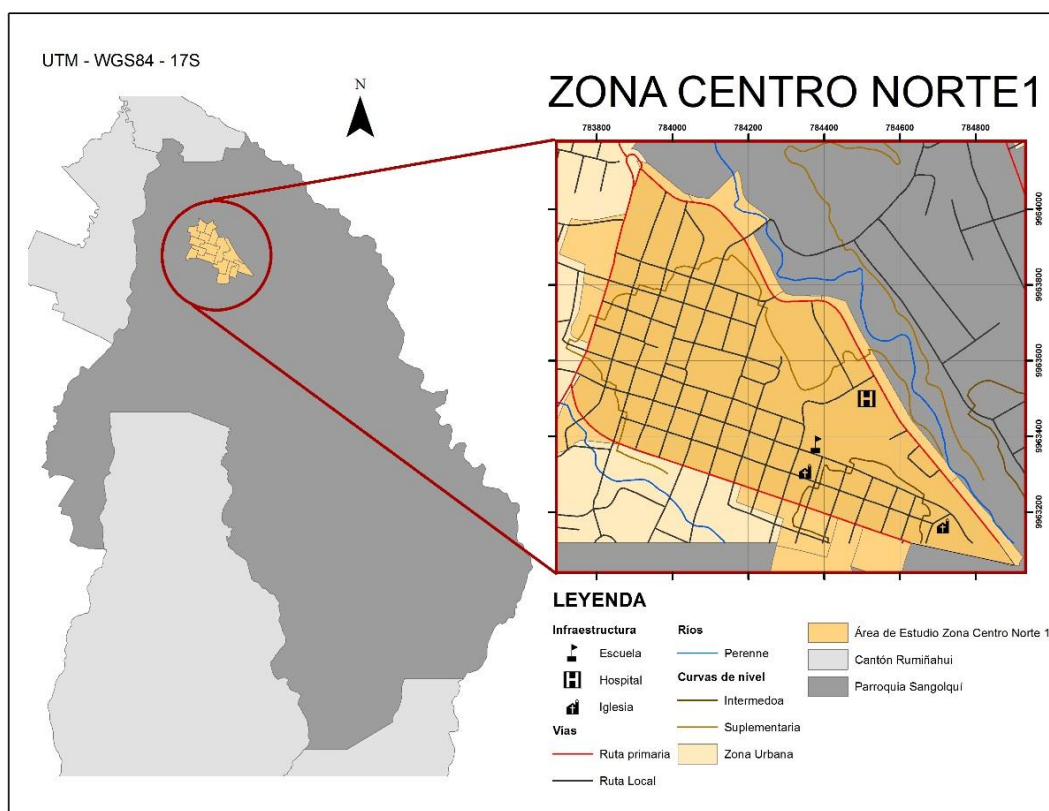 UTM - WGS84 - 17S
N
ZONA CENTRO NORTE1
783800 784000 784200 784400 784600 784800
9964000
9963800
9963600
9963400
9963200
H
LEYENDA
Infraestructura
Escuela
H Hospital
Iglesia
Vías
Ruta primaria
Ruta Local
Ríos
Perenne
Curvas de nivel
Intermedoa
Suplementaria
Zona Urbana
Área de Estudio Zona Centro Norte 1
Cantón Rumiñahui
Parroquia Sangolquí